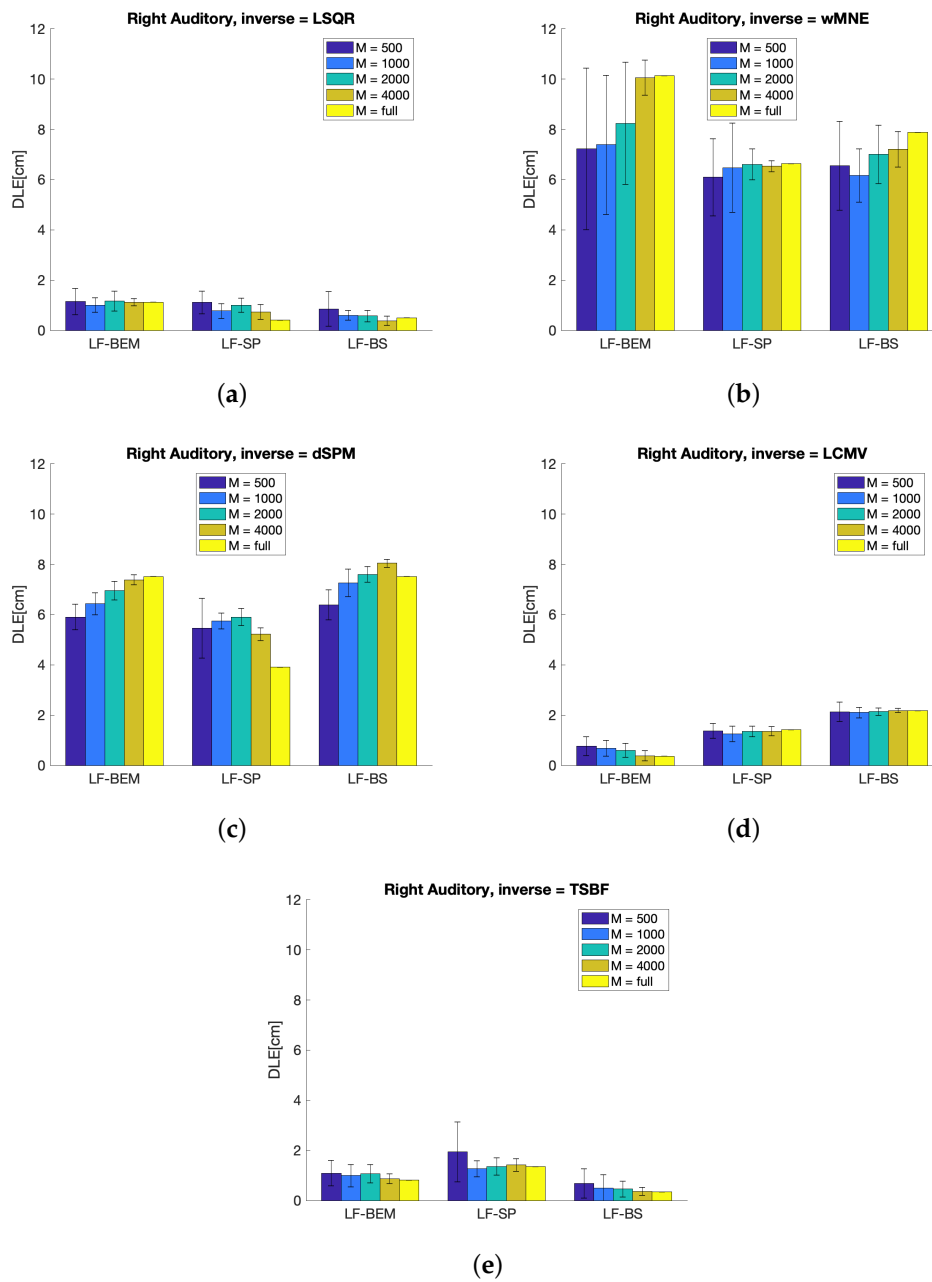 Right Auditory, inverse = LSQR
12
10
8
6
4
2
0
DLE[cm]
M = 500
M = 1000
M = 2000
M = 4000
M = full
LF-BEM LF-SP LF-BS
(a)
Right Auditory, inverse = wMNE
12
10
8
6
4
2
0
DLE[cm]
M = 500
M = 1000
M = 2000
M = 4000
M = full
LF-BEM LF-SP LF-BS
(b)
Right Auditory, inverse = dSPM
12
10
8
6
4
2
0
DLE[cm]
M = 500
M = 1000
M = 2000
M = 4000
M = full
LF-BEM LF-SP LF-BS
(c)
Right Auditory, inverse = LCMV
12
10
8
6
4
2
0
DLE[cm]
M = 500
M = 1000
M = 2000
M = 4000
M = full
LF-BEM LF-SP LF-BS
(d)
Right Auditory, inverse = TSBF
12
10
8
6
4
2
0
DLE[cm]
M = 500
M = 1000
M = 2000
M = 4000
M = full
LF-BEM LF-SP LF-BS
(e)